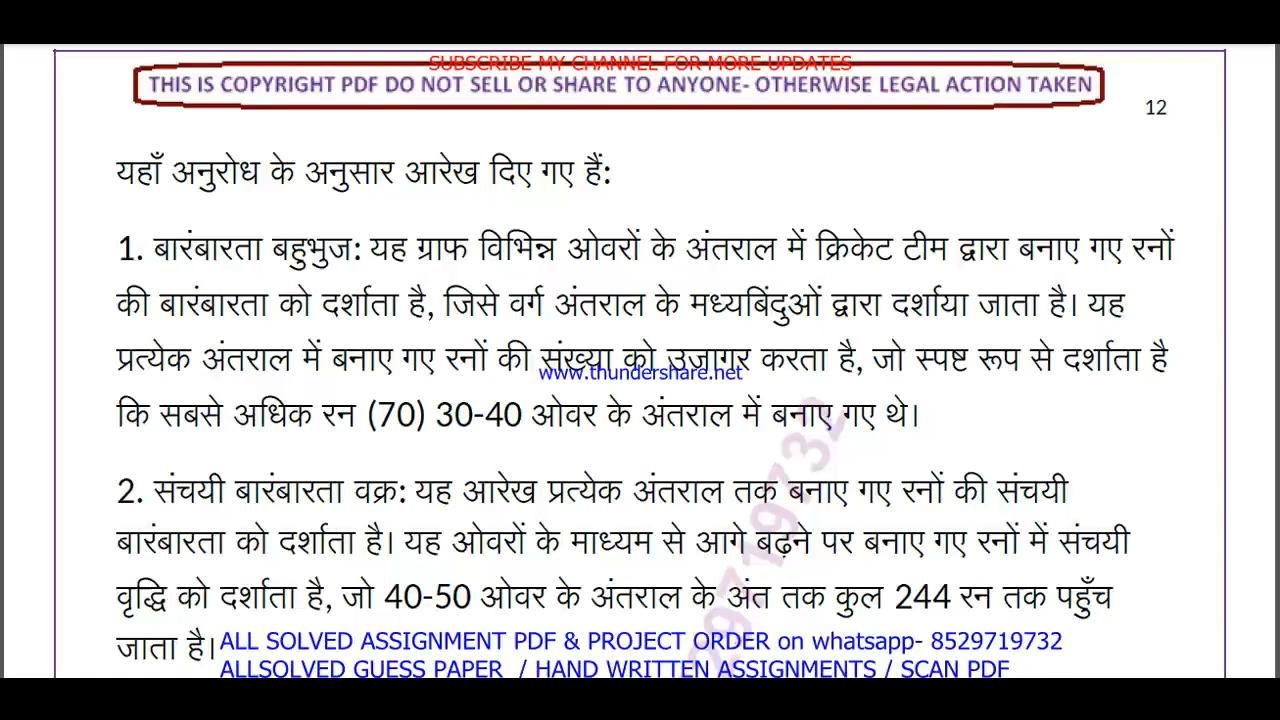 SUBSCRIBE MY CHANNEL FOR MORE UPDATES
THIS IS COPYRIGHT PDF DO NOT SELL OR SHARE TO ANYONE- OTHERWISE LEGAL ACTION TAKEN
12
यहाँ अनुरोध के अनुसार आरेख दिए गए हैं:
1. बारंबारता बहुभुज: यह ग्राफ विभिन्न ओवरों के अंतराल में क्रिकेट टीम द्वारा बनाए गए रनों
की बारंबारता को दर्शाता है, जिसे वर्ग अंतराल के मध्यबिंदुओं द्वारा दर्शाया जाता है। यह
प्रत्येक अंतराल में बनाए गए रनों की संख्या को उजागर करता है, जो स्पष्ट रूप से दर्शाता है
www.thundershare.net
कि सबसे अधिक रन (70) 30-40 ओवर के अंतराल में बनाए गए थे।
2. संचयी बारंबारता वक्र: यह आरेख प्रत्येक अंतराल तक बनाए गए रनों की संचयी
बारंबारता को दर्शाता है। यह ओवरों के माध्यम से आगे बढ़ने पर बनाए गए रनों में संचयी
वृद्धि को दर्शाता है, जो 40-50 ओवर के अंतराल के अंत तक कुल 244 रन तक पहुँच
जाता है।
ALL SOLVED ASSIGNMENT PDF & PROJECT ORDER on whatsapp- 8529719732
ALLSOLVED GUESS PAPER / HAND WRITTEN ASSIGNMENTS / SCAN PDF
29719732